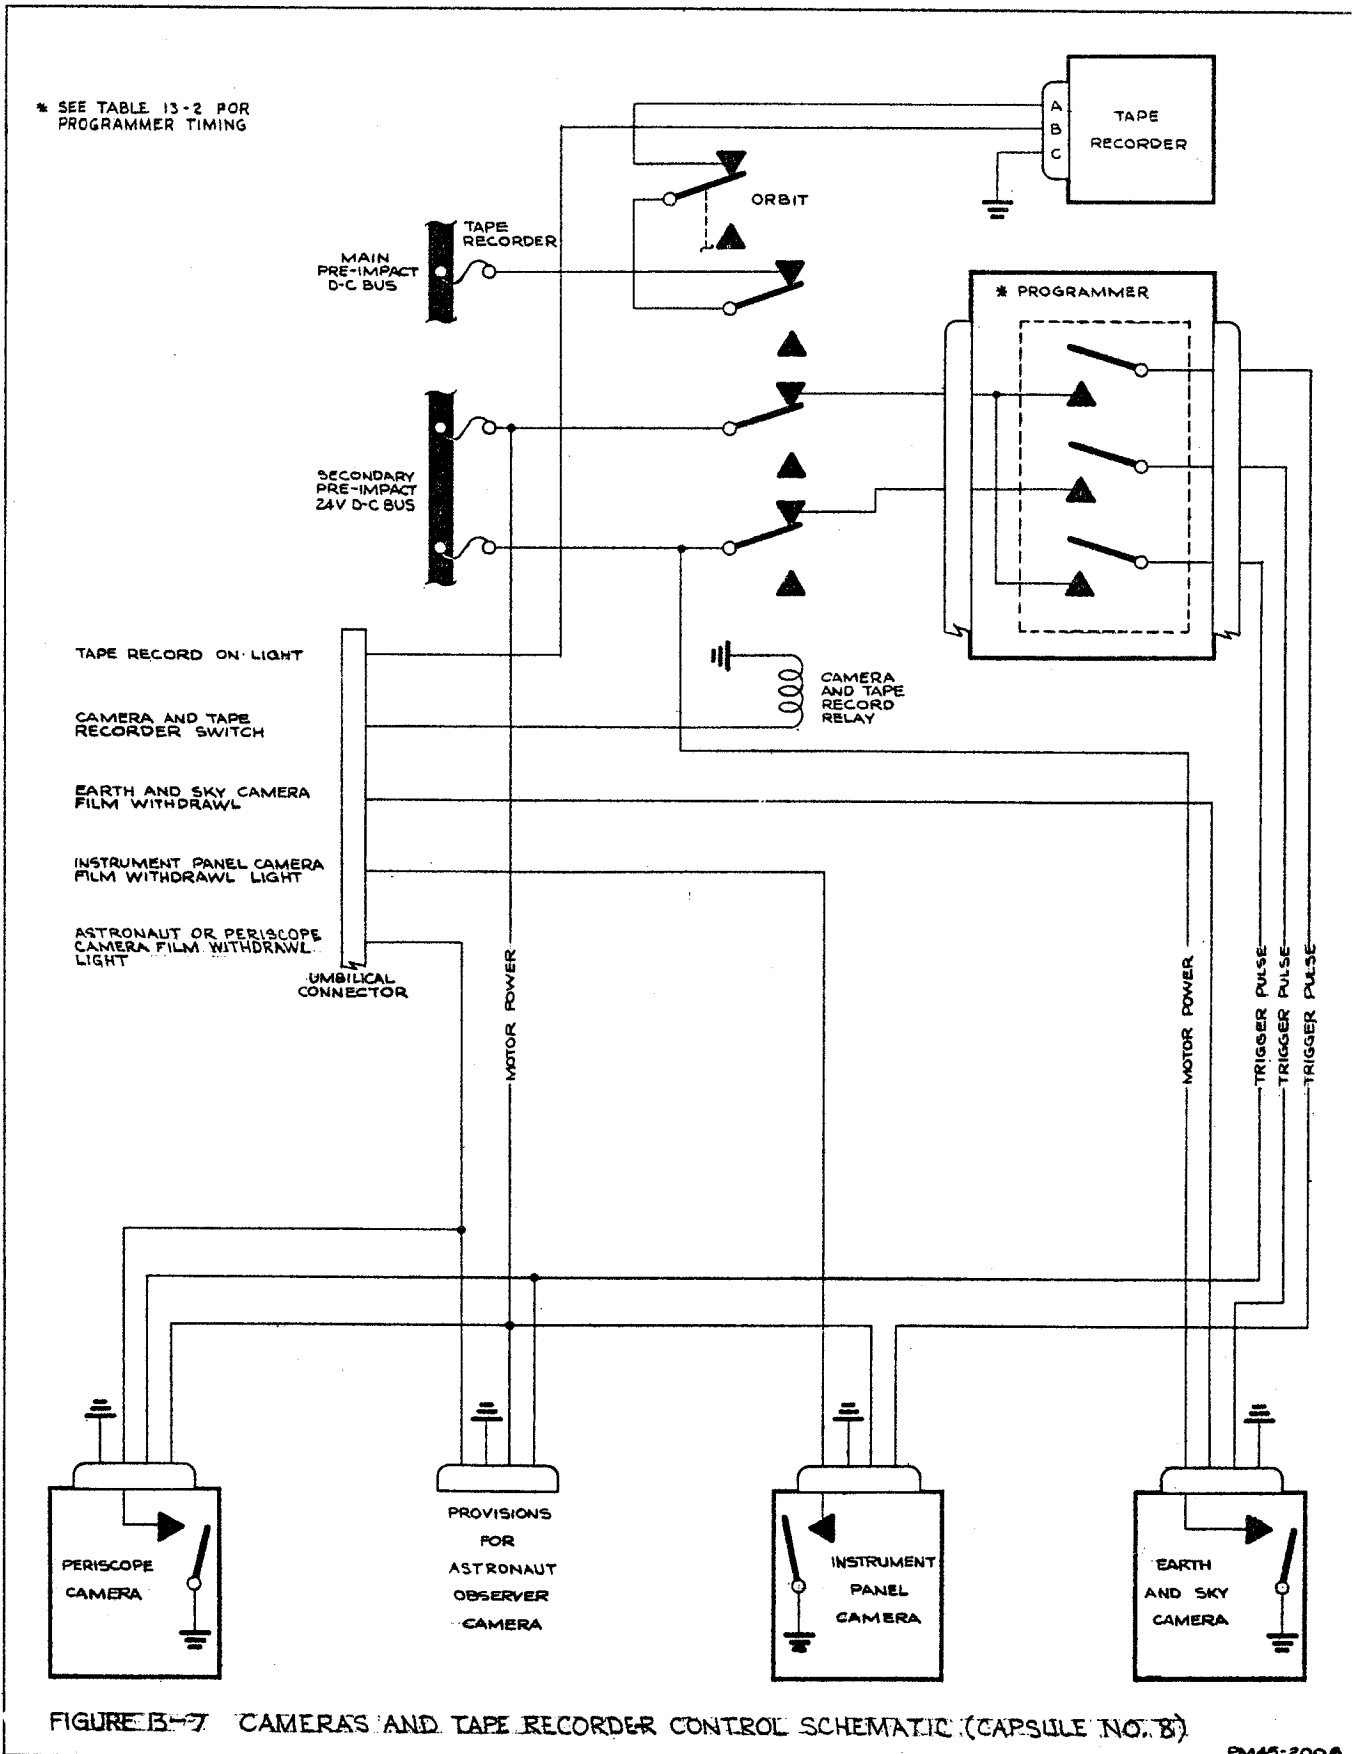 * SEE TABLE 13-2 FOR
PROGRAMMER TIMING
A
B
C
TAPE
RECORDER
ORBIT
TAPE
RECORDER
MAIN
PRE-IMPACT
D-C BUS
* PROGRAMMER
SECONDARY
PRE-IMPACT
24V D-C BUS
TAPE RECORD ON LIGHT
CAMERA AND TAPE
RECORDER SWITCH
EARTH AND SKY CAMERA
FILM WITHDRAWL
INSTRUMENT PANEL CAMERA
FILM WITHDRAWL LIGHT
ASTRONAUT OR PERISCOPE
CAMERA FILM WITHDRAWL
LIGHT
UMBILICAL
CONNECTOR
CAMERA
AND TAPE
RECORD
RELAY
MOTOR POWER
MOTOR POWER
TRIGGER PULSE
TRIGGER PULSE
TRIGGER PULSE
PERISCOPE
CAMERA
PROVISIONS
FOR
ASTRONAUT
OBSERVER
CAMERA
INSTRUMENT
PANEL
CAMERA
EARTH
AND SKY
CAMERA
FIGURE 13-7 CAMERAS AND TAPE RECORDER CONTROL SCHEMATIC (CAPSULE NO. 8)
PM45-2006